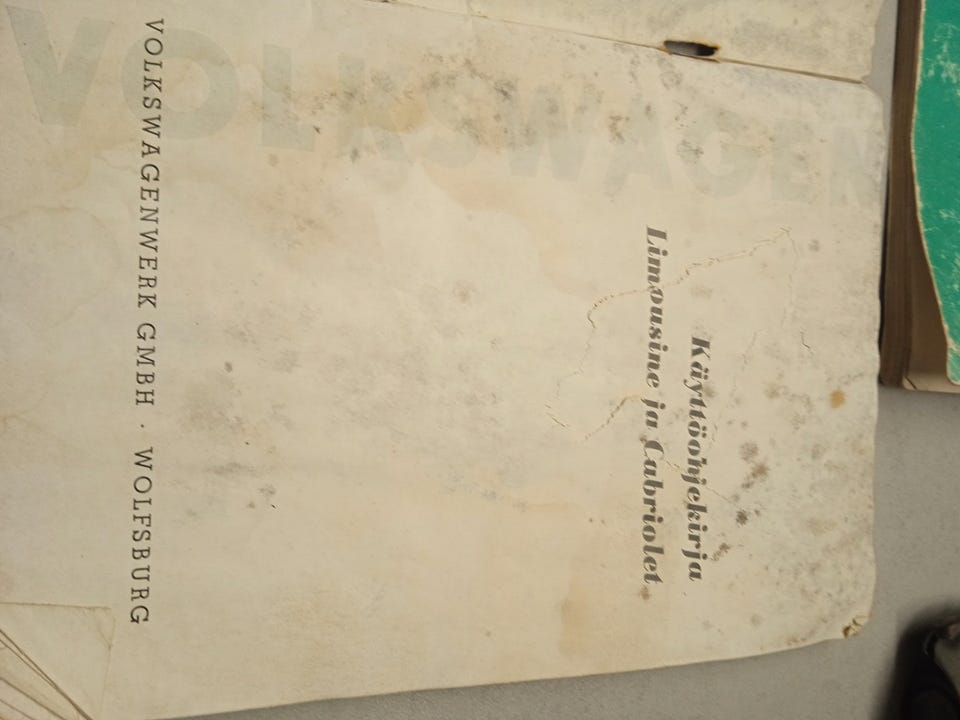 VOLKSWAGEN
Käyttöohjekirja
Limousine ja Cabriolet
VOLKSWAGENWERK GMBH · WOLFSBURG